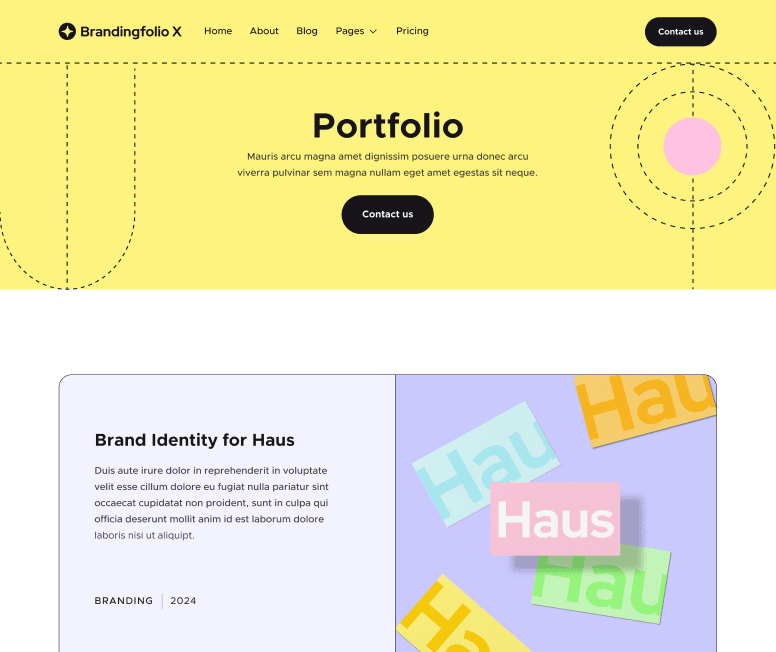 Brandingfolio X Home About Blog Pages Pricing Contact us
Portfolio
Mauris arcu magna amet dignissim posuere urna donec arcu
viverra pulvinar sem magna nullam eget amet egestas sit neque.
Contact us
Brand Identity for Haus
Duis aute irure dolor in reprehenderit in voluptate
velit esse cillum dolore eu fugiat nulla pariatur sint
occaecat cupidatat non proident, sunt in culpa qui
officia deserunt mollit anim id est laborum dolore
laboris nisi ut aliquipt.
BRANDING 2024
Hau
Hau
Haus
Hau
Ha